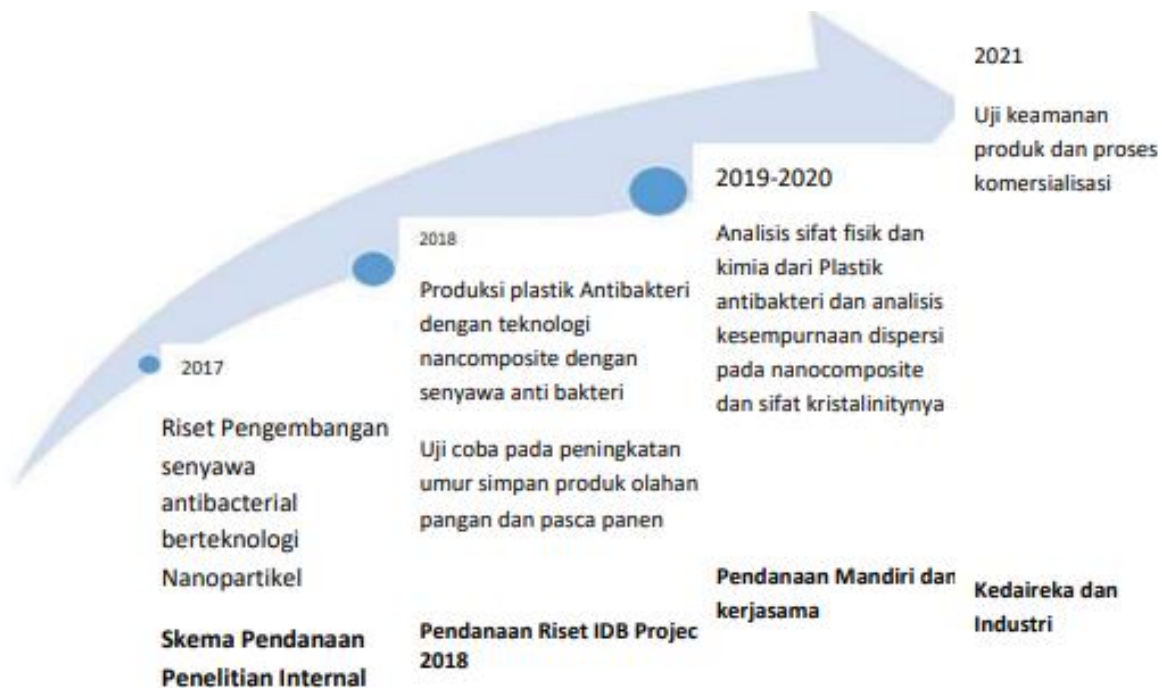 2017
Riset Pengembangan
senyawa
antibacterial
berteknologi
Nanopartikel
Skema Pendanaan
Penelitian Internal
2018
Produksi plastik Antibakteri
dengan teknologi
nancomposite dengan
senyawa anti bakteri
Uji coba pada peningkatan
umur simpan produk olahan
pangan dan pasca panen
Pendanaan Riset IDB Projec
2018
2019-2020
Analisis sifat fisik dan
kimia dari Plastik
antibakteri dan analisis
kesempurnaan dispersi
pada nanocomposite
dan sifat kristalinitynya
Pendanaan Mandiri dan
kerjasama
2021
Uji keamanan
produk dan proses
komersialisasi
Kedaireka dan
Industri